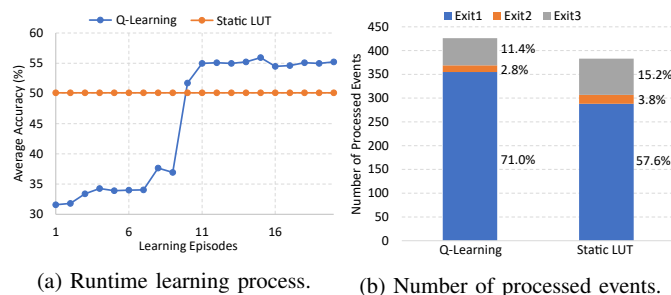 Q-Learning Static LUT
60
55
50
45
40
35
30
Average Accuracy (%)
1 6 11 16
Learning Episodes
(a) Runtime learning process.
Exit1 Exit2 Exit3
450
400
350
300
250
200
150
100
50
0
Number of Processed Events
11.4%
2.8%
71.0%
15.2%
3.8%
57.6%
Q-Learning Static LUT
(b) Number of processed events.